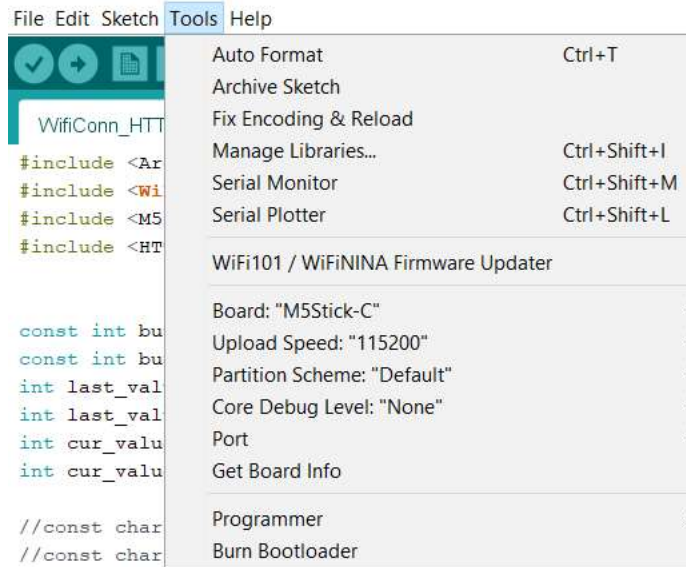 File Edit Sketch Tools Help
Auto Format Ctrl+T
Archive Sketch
Fix Encoding & Reload
Manage Libraries... Ctrl+Shift+I
Serial Monitor Ctrl+Shift+M
Serial Plotter Ctrl+Shift+L
WiFi101 / WiFiNINA Firmware Updater
Board: "M5Stick-C"
Upload Speed: "115200"
Partition Scheme: "Default"
Core Debug Level: "None"
Port
Get Board Info
Programmer
Burn Bootloader
WifiConn_HTT
#include <Ar
#include <Wi
#include <M5
#include <HT
const int bu
const int bu
int last_val
int last_val
int cur_valu
int cur_valu
//const char
//const char